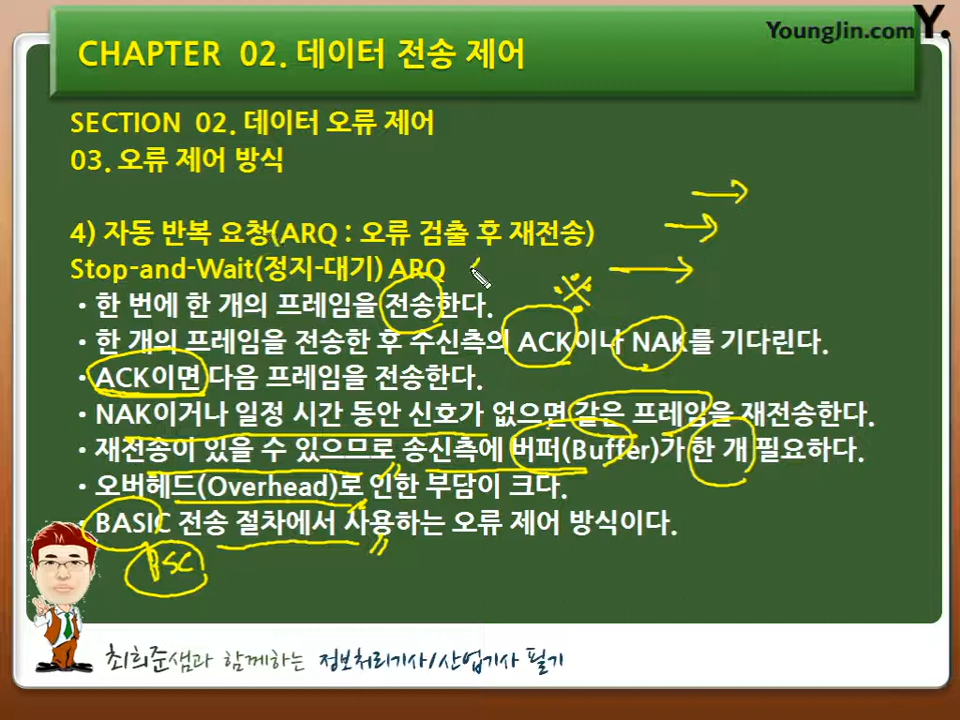 YoungJin.com Y.
CHAPTER 02. 데이터 전송 제어
SECTION 02. 데이터 오류 제어
03. 오류 제어 방식
4) 자동 반복 요청(ARQ : 오류 검출 후 재전송)
Stop-and-Wait(정지-대기) ARQ
• 한 번에 한 개의 프레임을 전송한다.
• 한 개의 프레임을 전송한 후 수신측의 ACK이나 NAK를 기다린다.
• ACK이면 다음 프레임을 전송한다.
• NAK이거나 일정 시간 동안 신호가 없으면 같은 프레임을 재전송한다.
• 재전송이 있을 수 있으므로 송신측에 버퍼(Buffer)가 한 개 필요하다.
• 오버헤드(Overhead)로 인한 부담이 크다.
• BASIC 전송 절차에서 사용하는 오류 제어 방식이다.
BSC
최희준샘과 함께하는 정보처리기사/산업기사 필기